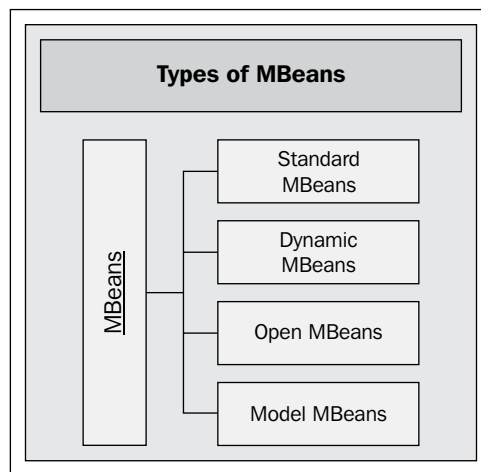 Types of MBeans
MBeans
Standard
MBeans
Dynamic
MBeans
Open MBeans
Model MBeans